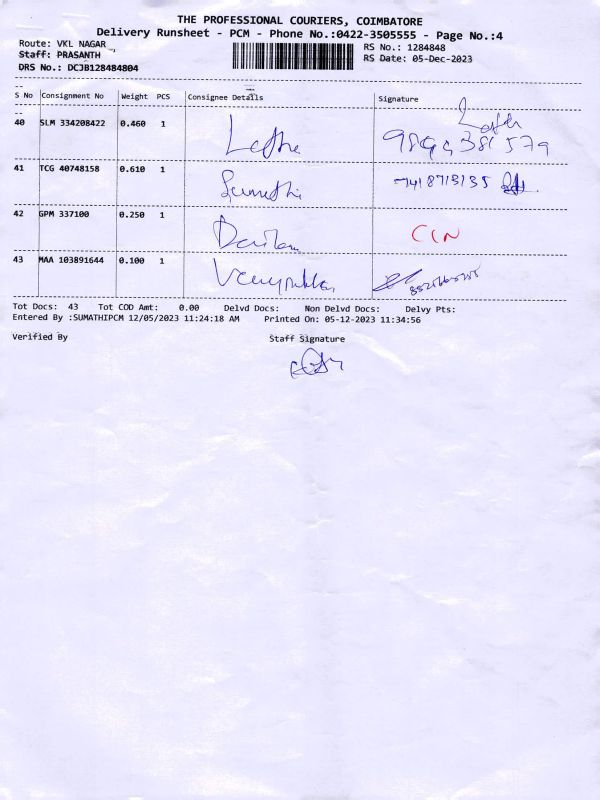 THE PROFESSIONAL COURIERS, COIMBATORE
Delivery Runsheet - PCM - Phone No.:0422-3505555 - Page No.:4
Route: VKL NAGAR
RS No.: 1284848
Staff: PRASANTH
RS Date: 05-Dec-2023
DRS No.: DCJB128484804
S No Consignment No Weight PCS Consignee Details Signature
40 SLM 334208422 0.460 1
41 TCG 40748158 0.610 1 Sumathi
42 GPM 337100 0.250 1
43 MAA 103891644 0.100 1
Tot Docs: 43 Tot COD Amt: 0.00 Delvd Docs: Non Delvd Docs: Delvy Pts:
Entered By :SUMATHIPCM 12/05/2023 11:24:18 AM Printed On: 05-12-2023 11:34:56
Verified By Staff Signature